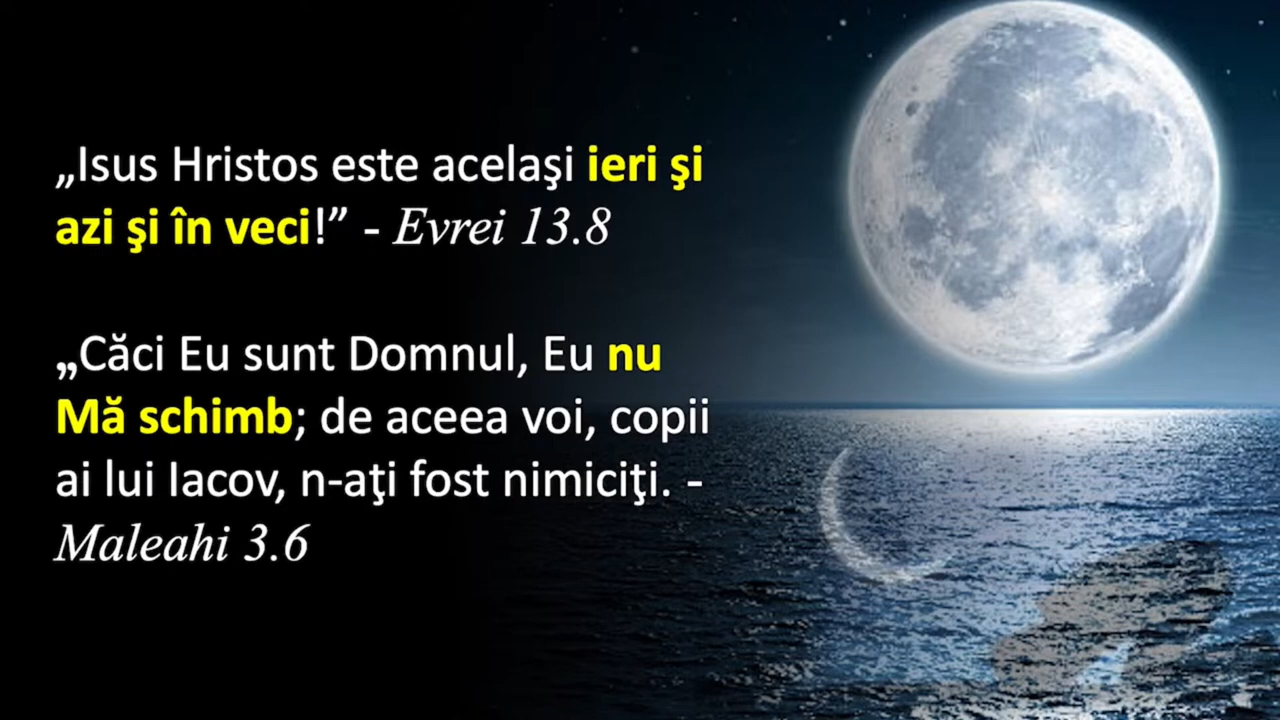 „Isus Hristos este acelaşi ieri şi
azi şi în veci!” - Evrei 13.8
„Căci Eu sunt Domnul, Eu nu
Mă schimb; de aceea voi, copii
ai lui Iacov, n-aţi fost nimiciţi. -
Maleahi 3.6